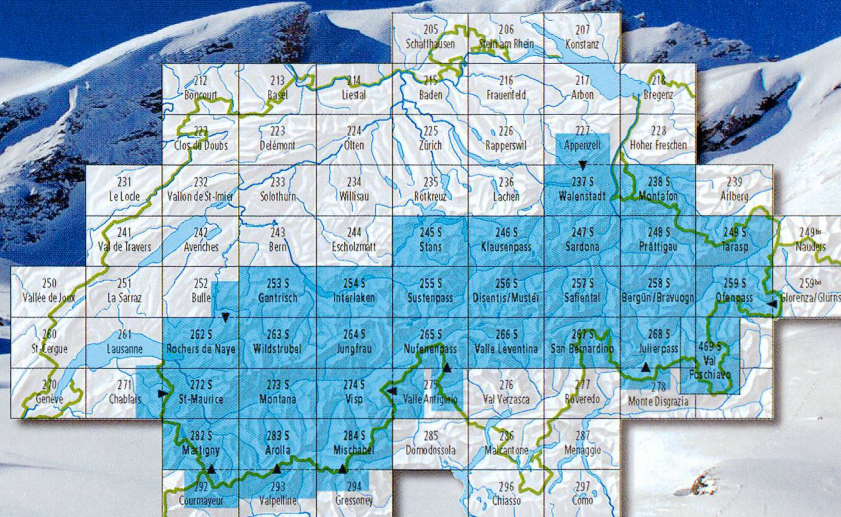 205
Schaffhausen
206
Stein am Rhein
207
Konstanz
212
Boncourt
213
Basel
214
Liestal
215
Baden
216
Frauenfeld
217
Arbon
218
Bregenz
222
Clos du Doubs
223
Delémont
224
Olten
225
Zürich
226
Rapperswil
227
Appenzell
228
Hoher Freschen
231
Le Locle
232
Vallon de St-Imier
233
Solothurn
234
Willisau
235
Rotkreuz
236
Lachen
237 S
Walenstadt
238 S
Montafon
239
Arlberg
241
Val de Travers
242
Avenches
243
Bern
244
Escholzmatt
245 S
Stans
246 S
Klausenpass
247 S
Sardona
248 S
Prättigau
249 S
Tarasp
249 bis
Nauders
250
Vallée de Joux
251
La Sarraz
252
Bulle
253 S
Gantrisch
254 S
Interlaken
255 S
Sustenpass
256 S
Disentis/Mustér
257 S
Safiental
258 S
Bergün/Bravuogn
259 S
Ofenpass
259 bis
Glorenza/Glurns
260
St-Cergue
261
Lausanne
262 S
Rochers de Naye
263 S
Wildstrubel
264 S
Jungfrau
265 S
Nufenenpass
266 S
Valle Leventina
267 S
San Bernardino
268 S
Julierpass
469 S
Val
Poschiavo
270
Genève
271
Chablais
272 S
St-Maurice
273 S
Montana
274 S
Visp
275
Valle Antigorio
276
Val Verzasca
277
Roveredo
278
Monte Disgrazia
282 S
Martigny
283 S
Arolla
284 S
Mischabel
285
Domodossola
286
Malcantone
287
Menaggio
292
Courmayeur
293
Valpelline
294
Gressoney
296
Chiasso
297
Como